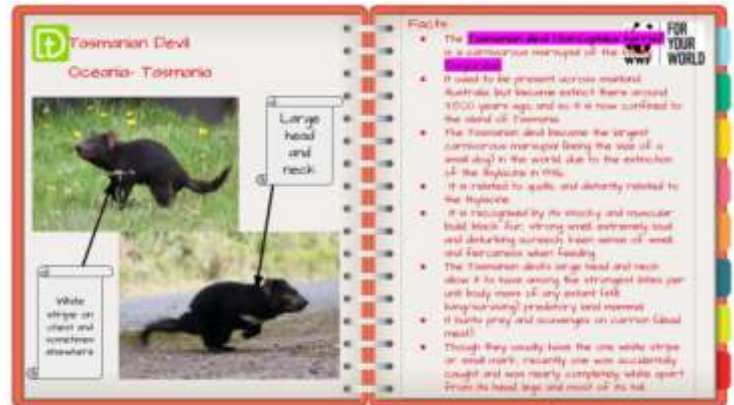 Tasmanian Devil
Oceania- Tasmania
Large
head
and
neck
White
stripe on
chest and
sometimes
elsewhere
Facts
The Tasmanian devil
is a carnivorous marsupial of the
It used to be present across mainland
Australia but became extinct there around
3500 years ago and so it is now confined to
the island of Tasmania
The Tasmanian devil became the largest
carnivorous marsupial (being the size of a
small dog) in the world due to the extinction
of the thylacine in 1936
It is related to quolls and distantly related to
the thylacine
It is recognised by its stocky and muscular
build black fur, strong smell extremely loud
and disturbing screech keen sense of smell
and fierceness when feeding
The Tasmanian devil's large head and neck
allow it to have among the strongest bites per
unit body mass of any extant (still
living/surviving) predatory land mammal
It hunts prey and scavenges on carrion (dead
meat)
Though they usually have the one white stripe
or small mark, recently one was accidentally
caught and was nearly completely white apart
from its head legs and most of its tail
WWF
FOR
YOUR
WORLD